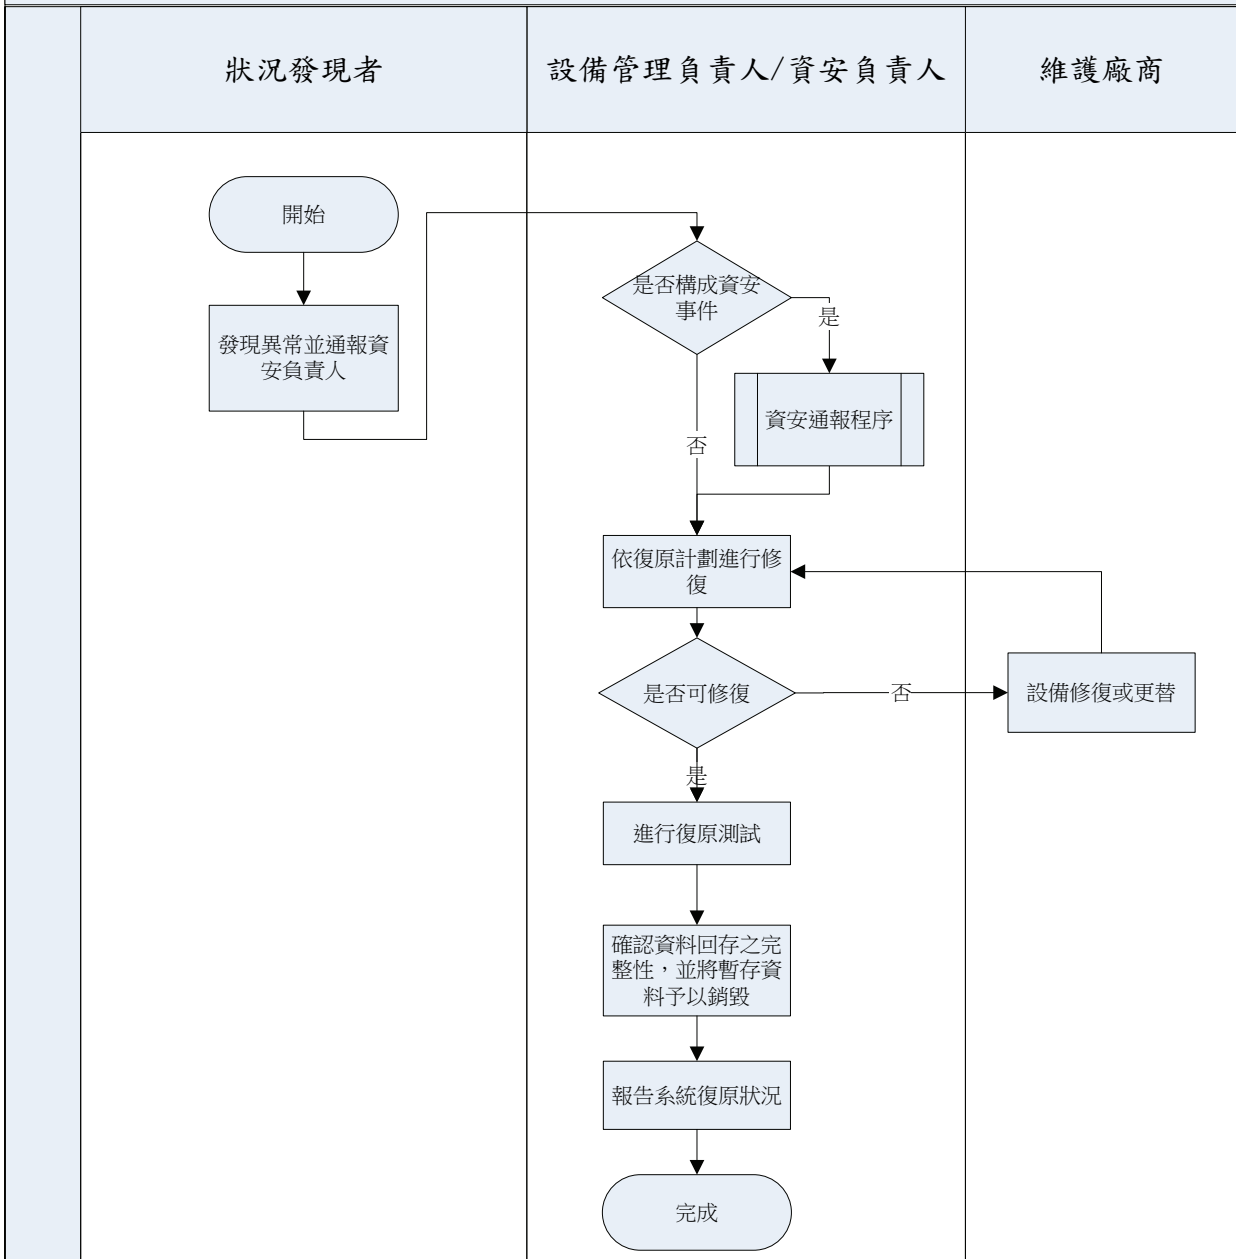 狀況發現者
設備管理負責人/資安負責人
維護廠商
開始
發現異常並通報資
安負責人
是否構成資安
事件
是
資安通報程序
否
依復原計劃進行修
復
是否可修復
否
設備修復或更替
是
進行復原測試
確認資料回存之完
整性，並將暫存資
料予以銷毀
報告系統復原狀況
完成